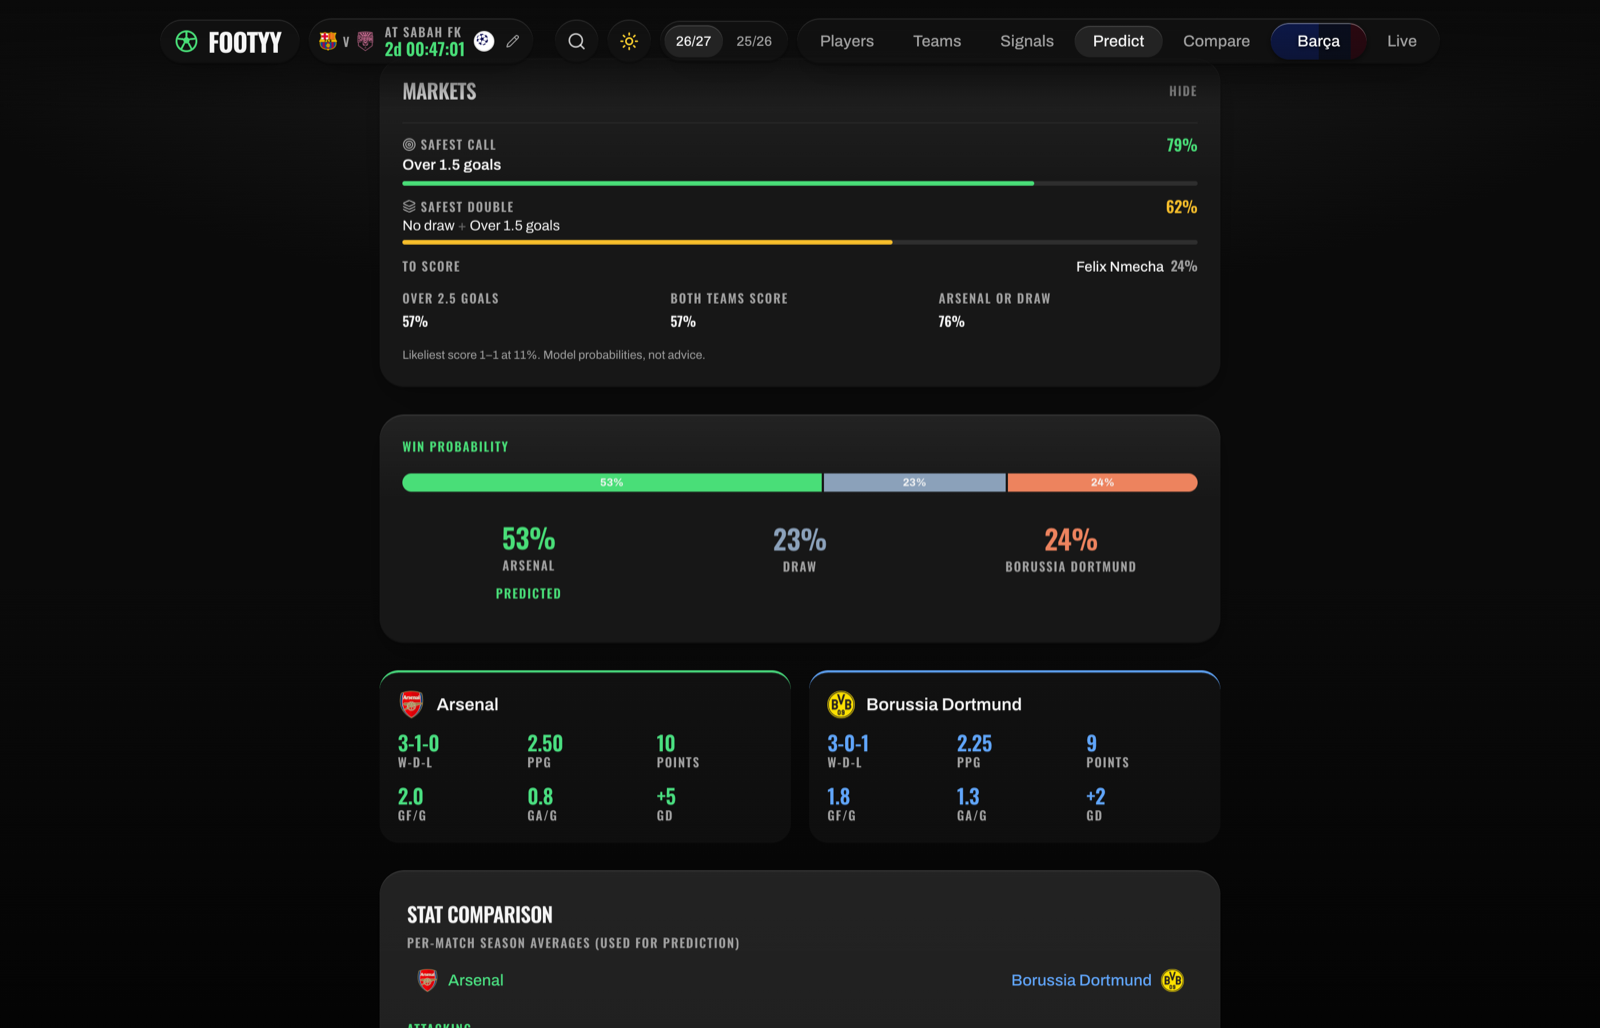 FOOTYY
V
AT SABAH FK
2d 00:47:01
26/27
25/26
Players
Teams
Signals
Predict
Compare
Barça
Live
MARKETS
HIDE
SAFEST CALL
79%
Over 1.5 goals
SAFEST DOUBLE
62%
No draw + Over 1.5 goals
TO SCORE
Felix Nmecha 24%
OVER 2.5 GOALS
BOTH TEAMS SCORE
ARSENAL OR DRAW
57%
57%
76%
Likeliest score 1–1 at 11%. Model probabilities, not advice.
WIN PROBABILITY
53%
23%
24%
53%
23%
24%
ARSENAL
DRAW
BORUSSIA DORTMUND
PREDICTED
Arsenal
3-1-0
2.50
10
W-D-L
PPG
POINTS
2.0
0.8
+5
GF/G
GA/G
GD
BVB
09
Borussia Dortmund
3-0-1
2.25
9
W-D-L
PPG
POINTS
1.8
1.3
+2
GF/G
GA/G
GD
STAT COMPARISON
PER-MATCH SEASON AVERAGES (USED FOR PREDICTION)
Arsenal
Borussia Dortmund
BVB
09
ATTACKING